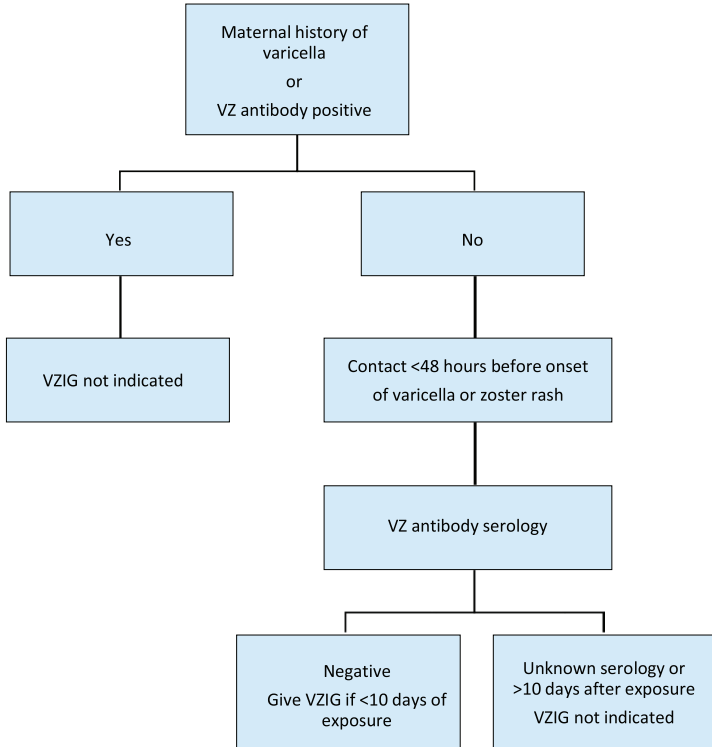 Maternal history of
varicella
or
VZ antibody positive
Yes
No
VZIG not indicated
Contact <48 hours before onset
of varicella or zoster rash
VZ antibody serology
Negative
Give VZIG if <10 days of
exposure
Unknown serology or
>10 days after exposure
VZIG not indicated